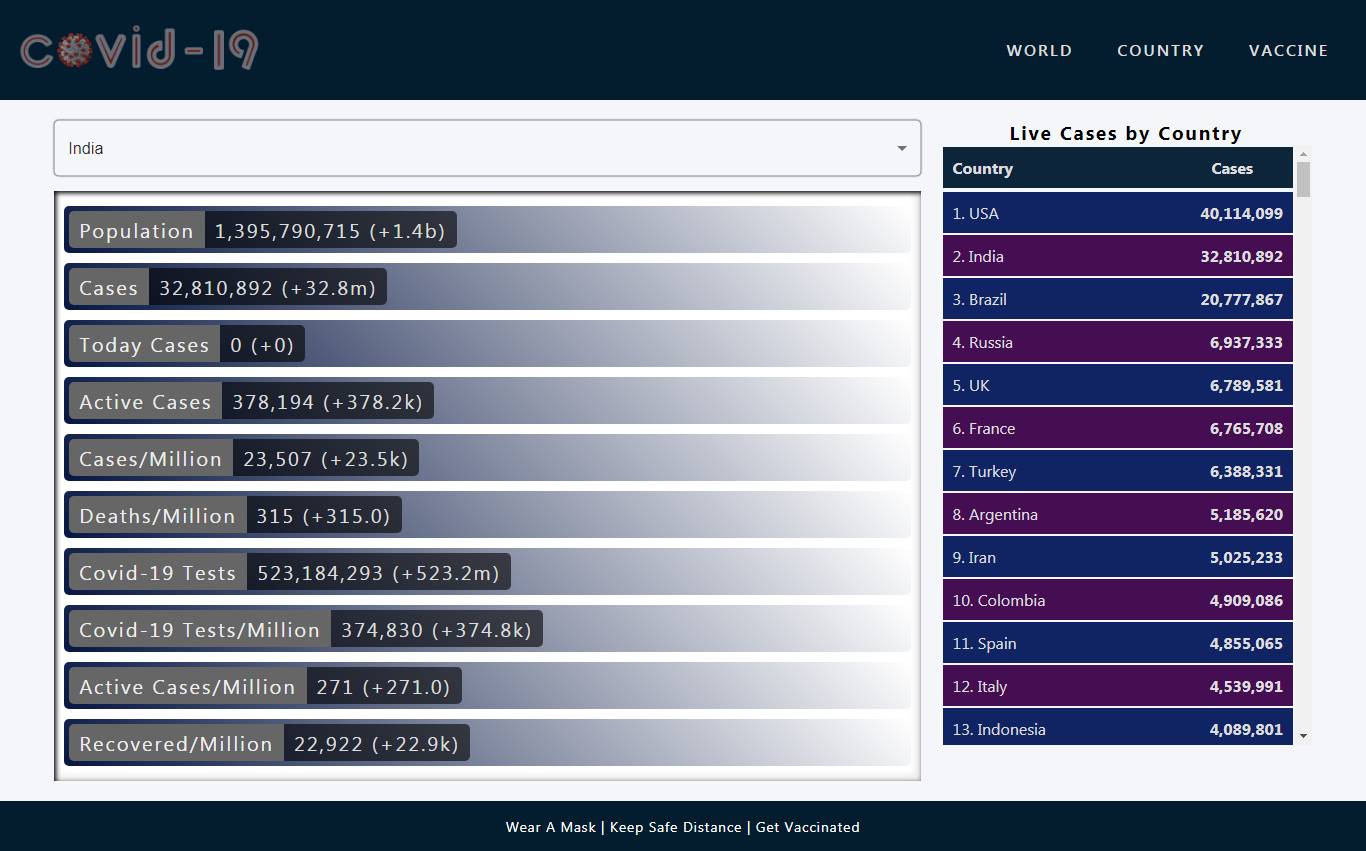 covid-19
WORLD COUNTRY VACCINE
India
Population 1,395,790,715 (+1.4b)
Cases 32,810,892 (+32.8m)
Today Cases 0 (+0)
Active Cases 378,194 (+378.2k)
Cases/Million 23,507 (+23.5k)
Deaths/Million 315 (+315.0)
Covid-19 Tests 523,184,293 (+523.2m)
Covid-19 Tests/Million 374,830 (+374.8k)
Active Cases/Million 271 (+271.0)
Recovered/Million 22,922 (+22.9k)
Live Cases by Country
Country Cases
1. USA 40,114,099
2. India 32,810,892
3. Brazil 20,777,867
4. Russia 6,937,333
5. UK 6,789,581
6. France 6,765,708
7. Turkey 6,388,331
8. Argentina 5,185,620
9. Iran 5,025,233
10. Colombia 4,909,086
11. Spain 4,855,065
12. Italy 4,539,991
13. Indonesia 4,089,801
Wear A Mask | Keep Safe Distance | Get Vaccinated